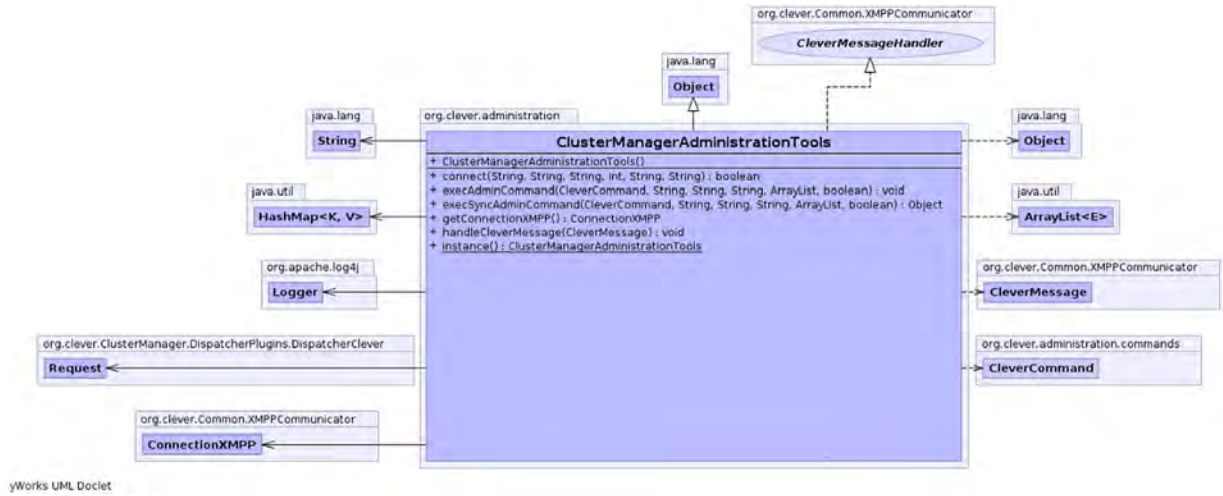 org.clever.Common.XMPPCommunicator
CleverMessageHandler
java.lang
Object
java.lang
String
org.clever.administration
ClusterManagerAdministrationTools
+ ClusterManagerAdministrationTools()
+ connect(String, String, String, int, String, String) : boolean
+ execAdminCommand(CleverCommand, String, String, String, ArrayList, boolean) : void
+ execSyncAdminCommand(CleverCommand, String, String, String, ArrayList, boolean) : Object
+ getConnectionXMPP() : ConnectionXMPP
+ handleCleverMessage(CleverMessage) : void
+ instance() : ClusterManagerAdministrationTools
java.lang
Object
java.util
HashMap<K, V>
java.util
ArrayList<E>
org.apache.log4j
Logger
org.clever.Common.XMPPCommunicator
CleverMessage
org.clever.ClusterManager.DispatcherPlugins.DispatcherClever
Request
org.clever.administration.commands
CleverCommand
org.clever.Common.XMPPCommunicator
ConnectionXMPP
yWorks UML Doclet